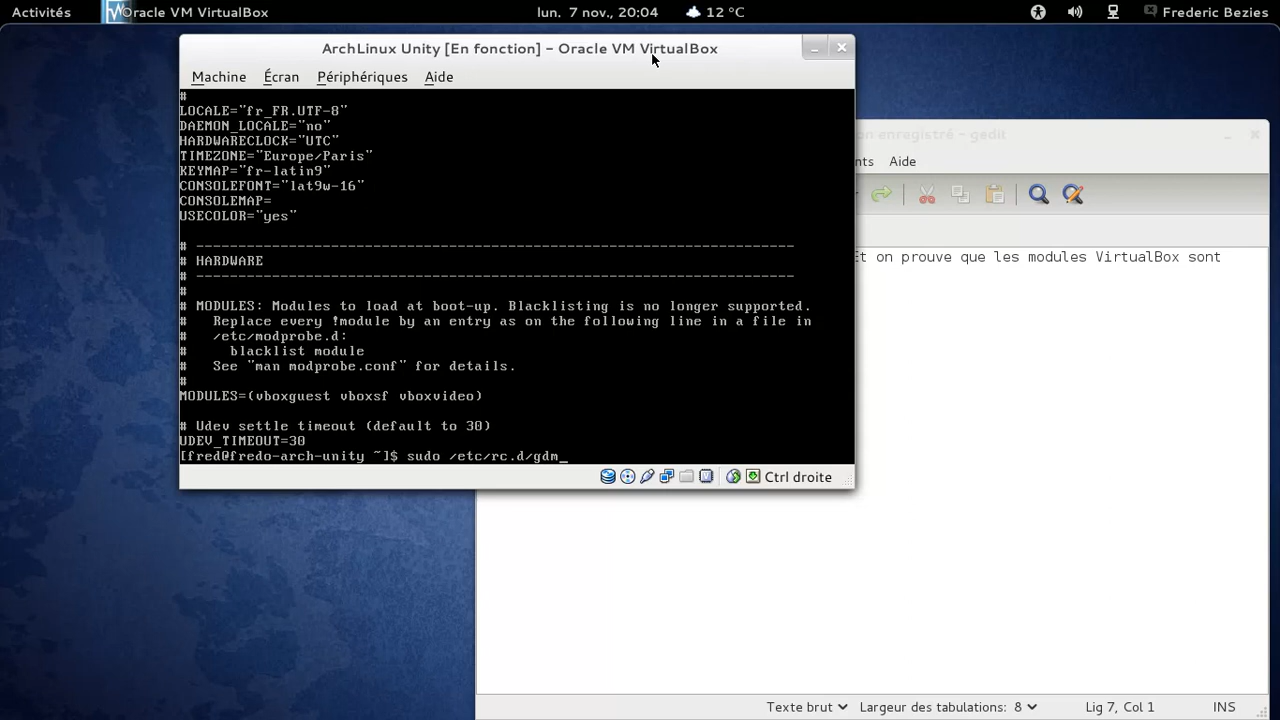 Activités Oracle VM VirtualBox lun. 7 nov., 20:04 12 °C Frederic Bezies
ArchLinux Unity [En fonction] - Oracle VM VirtualBox
Machine Écran Périphériques Aide
#
LOCALE="fr_FR.UTF-8"
DAEMON_LOCALE="no"
HARDWARECLOCK="UTC"
TIMEZONE="Europe/Paris"
KEYMAP="fr-latin9"
CONSOLEFONT="lat9w-16"
CONSOLEMAP=
USECOLOR="yes"
# -----------------------------------------------------------------------
# HARDWARE
# -----------------------------------------------------------------------
#
# MODULES: Modules to load at boot-up. Blacklisting is no longer supported.
#   Replace every !module by an entry as on the following line in a file in
#   /etc/modprobe.d:
#     blacklist module
#   See "man modprobe.conf" for details.
#
MODULES=(vboxguest vboxsf vboxvideo)
# Udev settle timeout (default to 30)
UDEV_TIMEOUT=30
[fred@fredo-arch-unity ~]$ sudo /etc/rc.d/gdm_
Ctrl droite
on enregistré - gedit
nts Aide
Et on prouve que les modules VirtualBox sont
Texte brut Largeur des tabulations: 8 Lig 7, Col 1 INS